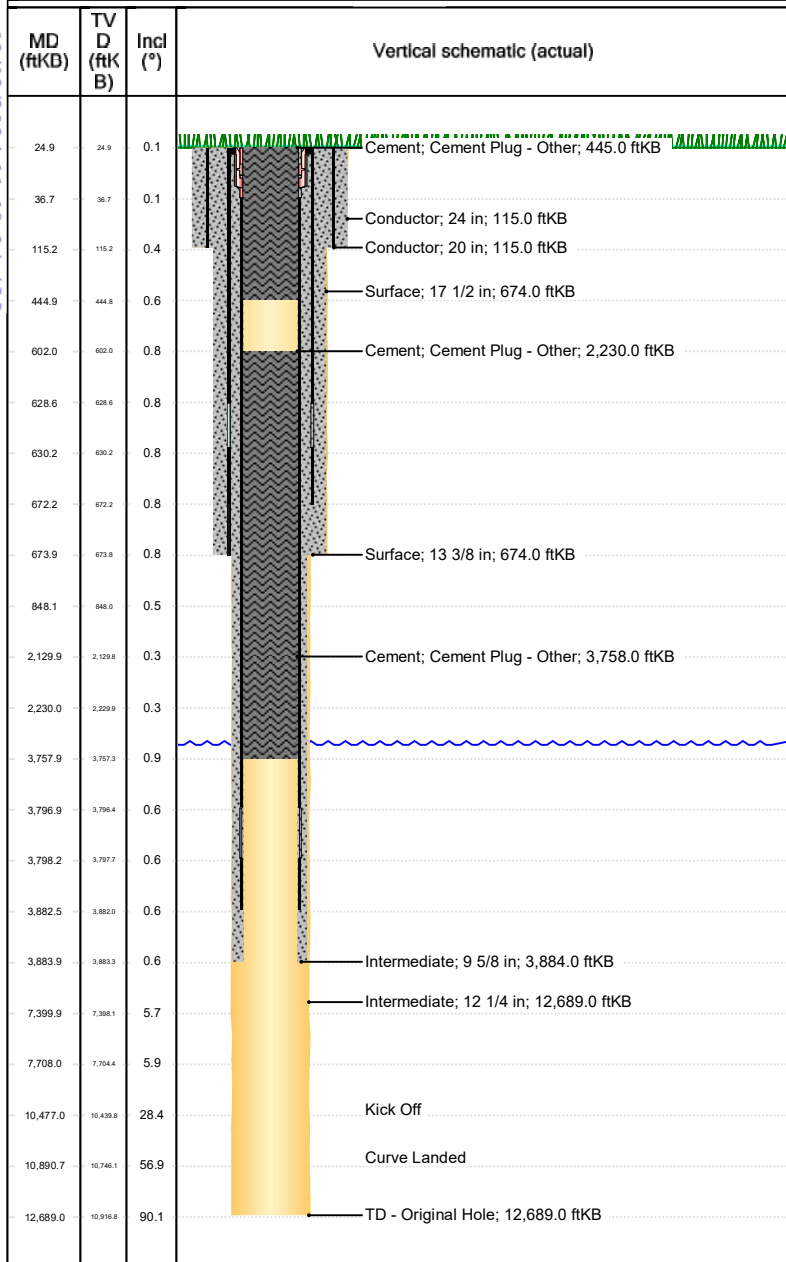 MD (ftKB) TVD (ftKB) Incl (°) Vertical schematic (actual)
24.9 24.9 0.1 Cement; Cement Plug - Other; 445.0 ftKB
36.7 36.7 0.1
Conductor; 24 in; 115.0 ftKB
115.2 115.2 0.4 Conductor; 20 in; 115.0 ftKB
Surface; 17 1/2 in; 674.0 ftKB
444.9 444.8 0.6
602.0 602.0 0.8 Cement; Cement Plug - Other; 2,230.0 ftKB
628.6 628.6 0.8
630.2 630.2 0.8
672.2 672.2 0.8
673.9 673.8 0.8 Surface; 13 3/8 in; 674.0 ftKB
848.1 848.0 0.5
2,129.9 2,129.8 0.3 Cement; Cement Plug - Other; 3,758.0 ftKB
2,230.0 2,229.9 0.3
3,757.9 3,757.3 0.9
3,796.9 3,796.4 0.6
3,798.2 3,797.7 0.6
3,882.5 3,882.0 0.6
3,883.9 3,883.3 0.6 Intermediate; 9 5/8 in; 3,884.0 ftKB
Intermediate; 12 1/4 in; 12,689.0 ftKB
7,399.9 7,398.1 5.7
7,708.0 7,704.4 5.9
10,477.0 10,439.8 28.4 Kick Off
10,890.7 10,746.1 56.9 Curve Landed
12,689.0 10,916.8 90.1 TD - Original Hole; 12,689.0 ftKB